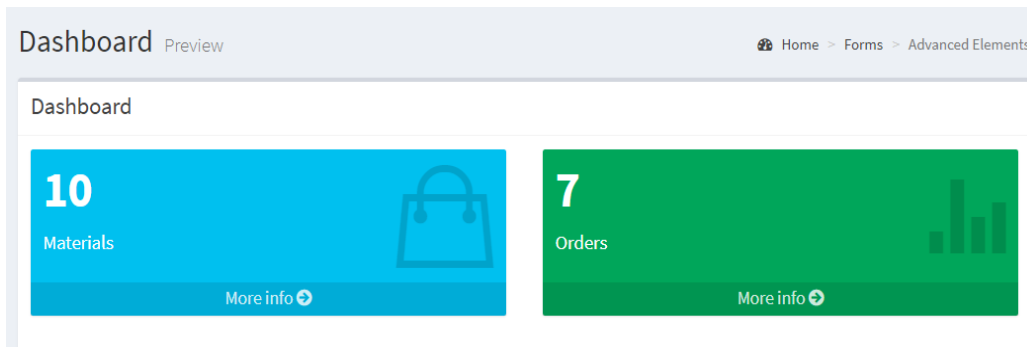 Dashboard Preview
Home > Forms > Advanced Elements
Dashboard
10
Materials
More info
7
Orders
More info